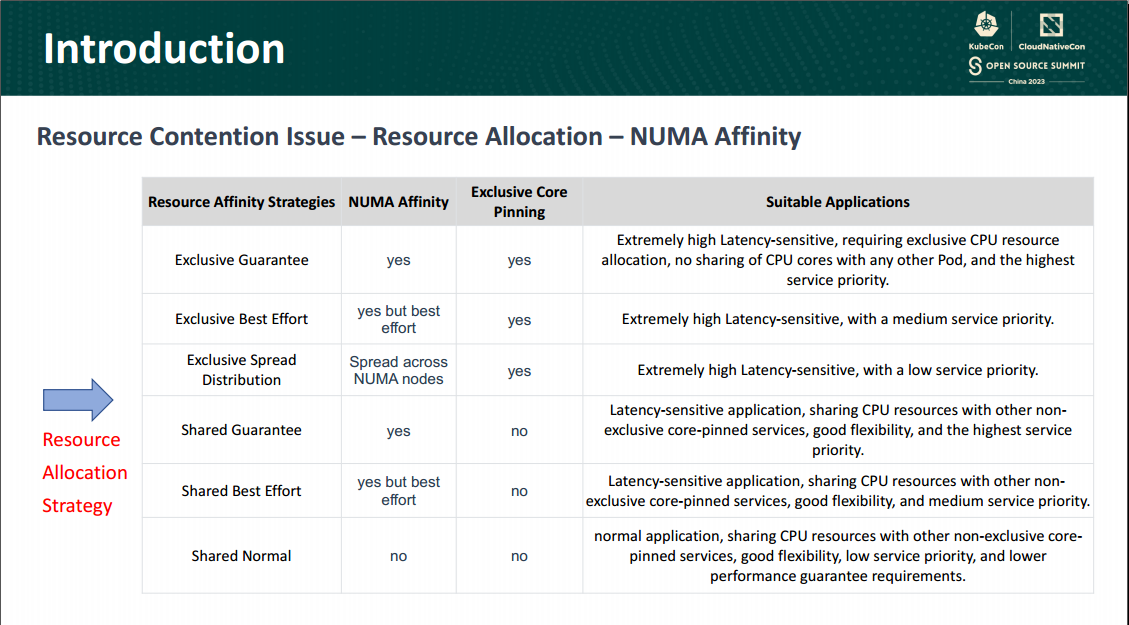 Introduction
KubeCon
CloudNativeCon
OPEN SOURCE SUMMIT
China 2023
Resource Contention Issue – Resource Allocation – NUMA Affinity
Resource Affinity Strategies
NUMA Affinity
Exclusive Core
Pinning
Suitable Applications
Exclusive Guarantee
yes
yes
Extremely high Latency-sensitive, requiring exclusive CPU resource
allocation, no sharing of CPU cores with any other Pod, and the highest
service priority.
Exclusive Best Effort
yes but best
effort
yes
Extremely high Latency-sensitive, with a medium service priority.
Exclusive Spread
Distribution
Spread across
NUMA nodes
yes
Extremely high Latency-sensitive, with a low service priority.
Shared Guarantee
yes
no
Latency-sensitive application, sharing CPU resources with other non-
exclusive core-pinned services, good flexibility, and the highest service
priority.
Shared Best Effort
yes but best
effort
no
Latency-sensitive application, sharing CPU resources with other non-
exclusive core-pinned services, good flexibility, and medium service priority.
Shared Normal
no
no
normal application, sharing CPU resources with other non-exclusive core-
pinned services, good flexibility, low service priority, and lower
performance guarantee requirements.
Resource
Allocation
Strategy